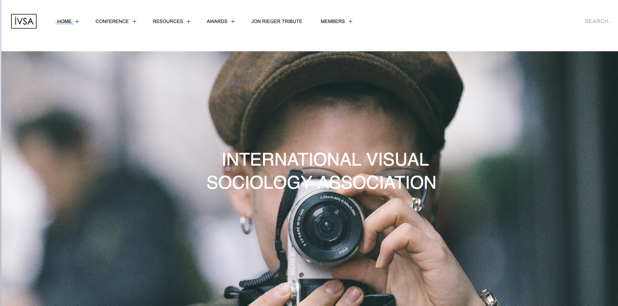 iVSA
HOME + CONFERENCE + RESOURCES + AWARDS + JON RIEGER TRIBUTE MEMBERS + SEARCH...
INTERNATIONAL VISUAL
SOCIOLOGY ASSOCIATION